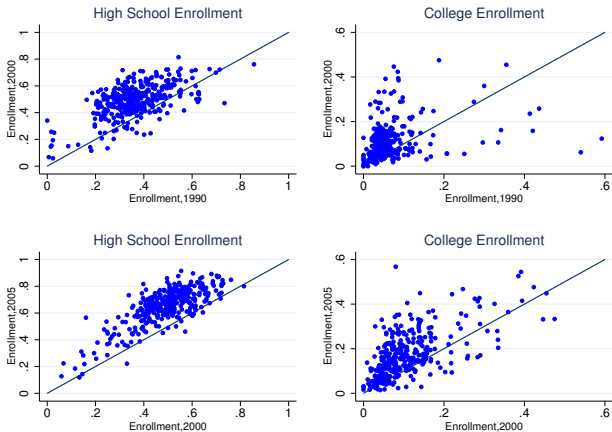 High School Enrollment
Enrollment,2000
0 .2 .4 .6 .8 1
0 .2 .4 .6 .8 1
Enrollment,1990
College Enrollment
Enrollment,2000
0 .2 .4 .6
0 .2 .4 .6
Enrollment,1990
High School Enrollment
Enrollment,2005
0 .2 .4 .6 .8 1
0 .2 .4 .6 .8 1
Enrollment,2000
College Enrollment
Enrollment,2005
0 .2 .4 .6
0 .2 .4 .6
Enrollment,2000